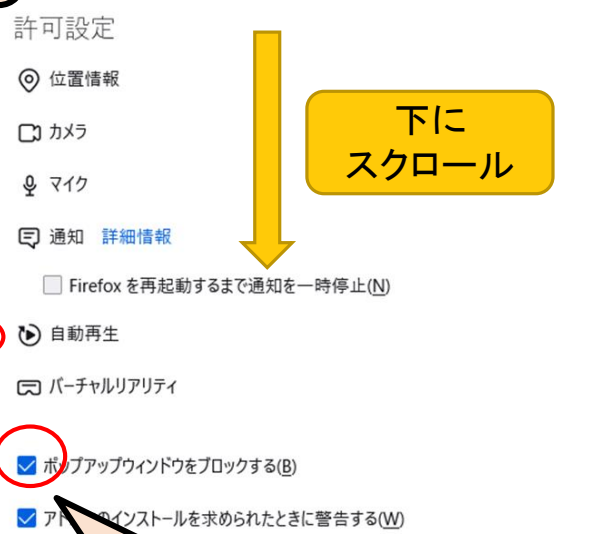 許可設定
位置情報
下に
スクロール
カメラ
マイク
通知 詳細情報
Firefox を再起動するまで通知を一時停止(N)
自動再生
バーチャルリアリティ
ポップアップウィンドウをブロックする(B)
アドオンのインストールを求められたときに警告する(W)